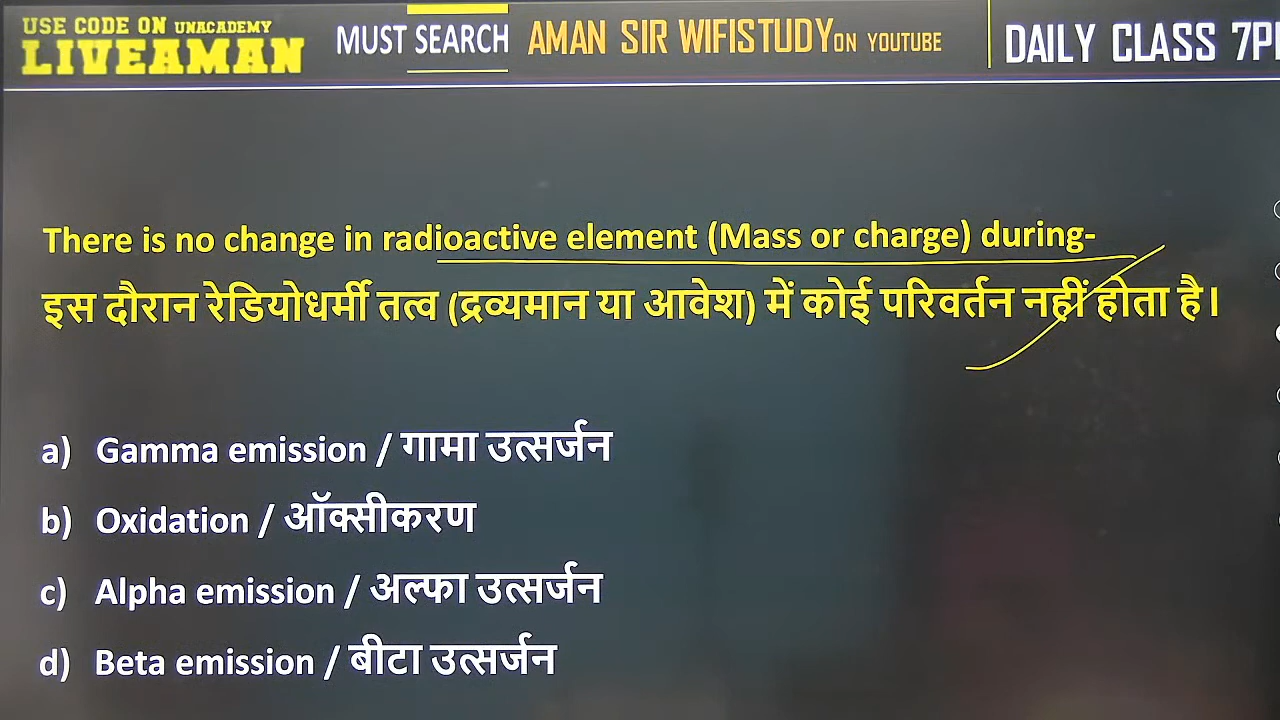 USE CODE ON UNACADEMY
LIVEAMAN
MUST SEARCH AMAN SIR WIFISTUDY ON YOUTUBE
DAILY CLASS 7P
There is no change in radioactive element (Mass or charge) during-
इस दौरान रेडियोधर्मी तत्व (द्रव्यमान या आवेश) में कोई परिवर्तन नहीं होता है।
a) Gamma emission / गामा उत्सर्जन
b) Oxidation / ऑक्सीकरण
c) Alpha emission / अल्फा उत्सर्जन
d) Beta emission / बीटा उत्सर्जन